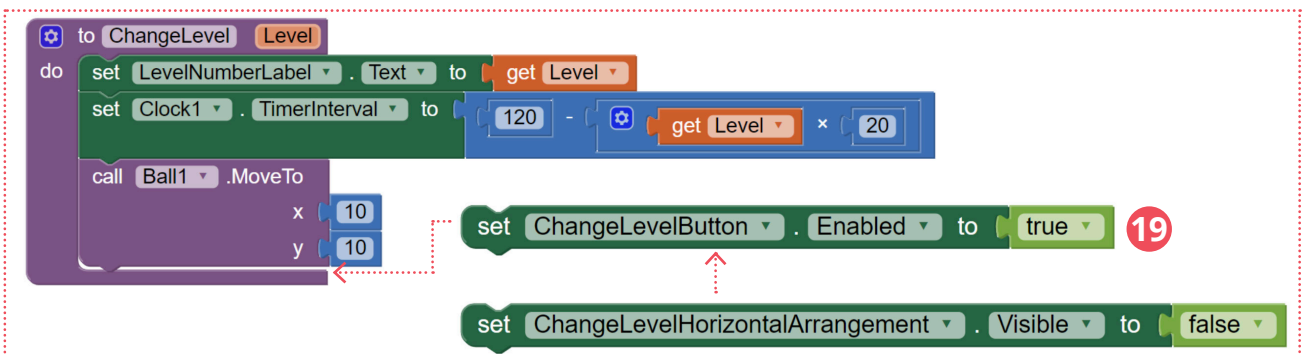 to ChangeLevel Level
do set LevelNumberLabel . Text to get Level
set Clock1 . TimerInterval to 120 - get Level × 20
call Ball1 .MoveTo
x 10
y 10
set ChangeLevelButton . Enabled to true 19
set ChangeLevelHorizontalArrangement . Visible to false